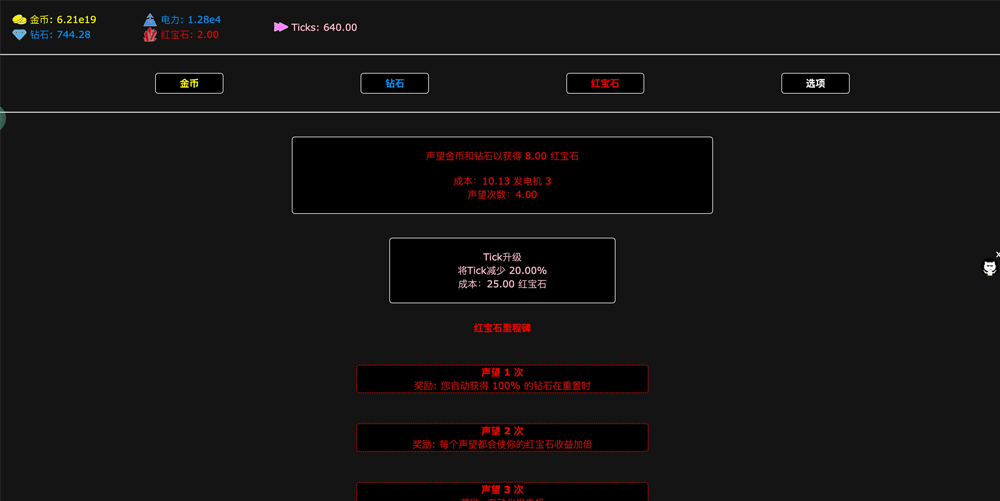 金币: 6.21e19
电力: 1.28e4
Ticks: 640.00
钻石: 744.28
红宝石: 2.00
金币
钻石
红宝石
选项
声望金币和钻石以获得 8.00 红宝石
成本：10.13 发电机 3
声望次数：4.00
Tick升级
将Tick减少 20.00%
成本：25.00 红宝石
红宝石里程碑
声望 1 次
奖励: 您自动获得 100% 的钻石在重置时
声望 2 次
奖励: 每个声望都会使你的红宝石收益加倍
声望 3 次
x